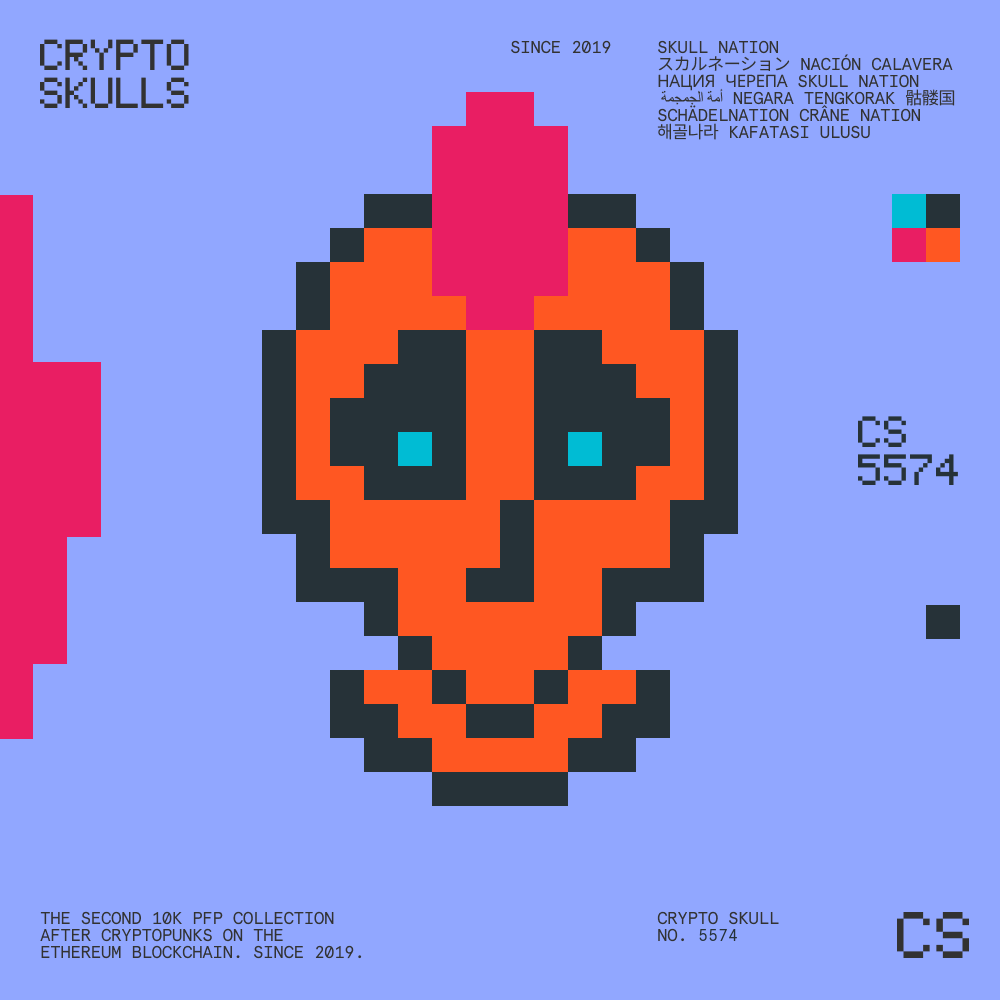 CRYPTO
SKULLS
SINCE 2019
SKULL NATION
スカルネーション NACIÓN CALAVERA
НАЦИЯ ЧЕРЕПА SKULL NATION
أمة الجمجمة NEGARA TENGKORAK 骷髅国
SCHÄDELNATION CRÂNE NATION
해골나라 KAFATASI ULUSU
CS
5574
THE SECOND 10K PFP COLLECTION
AFTER CRYPTOPUNKS ON THE
ETHEREUM BLOCKCHAIN. SINCE 2019.
CRYPTO SKULL
NO. 5574
CS